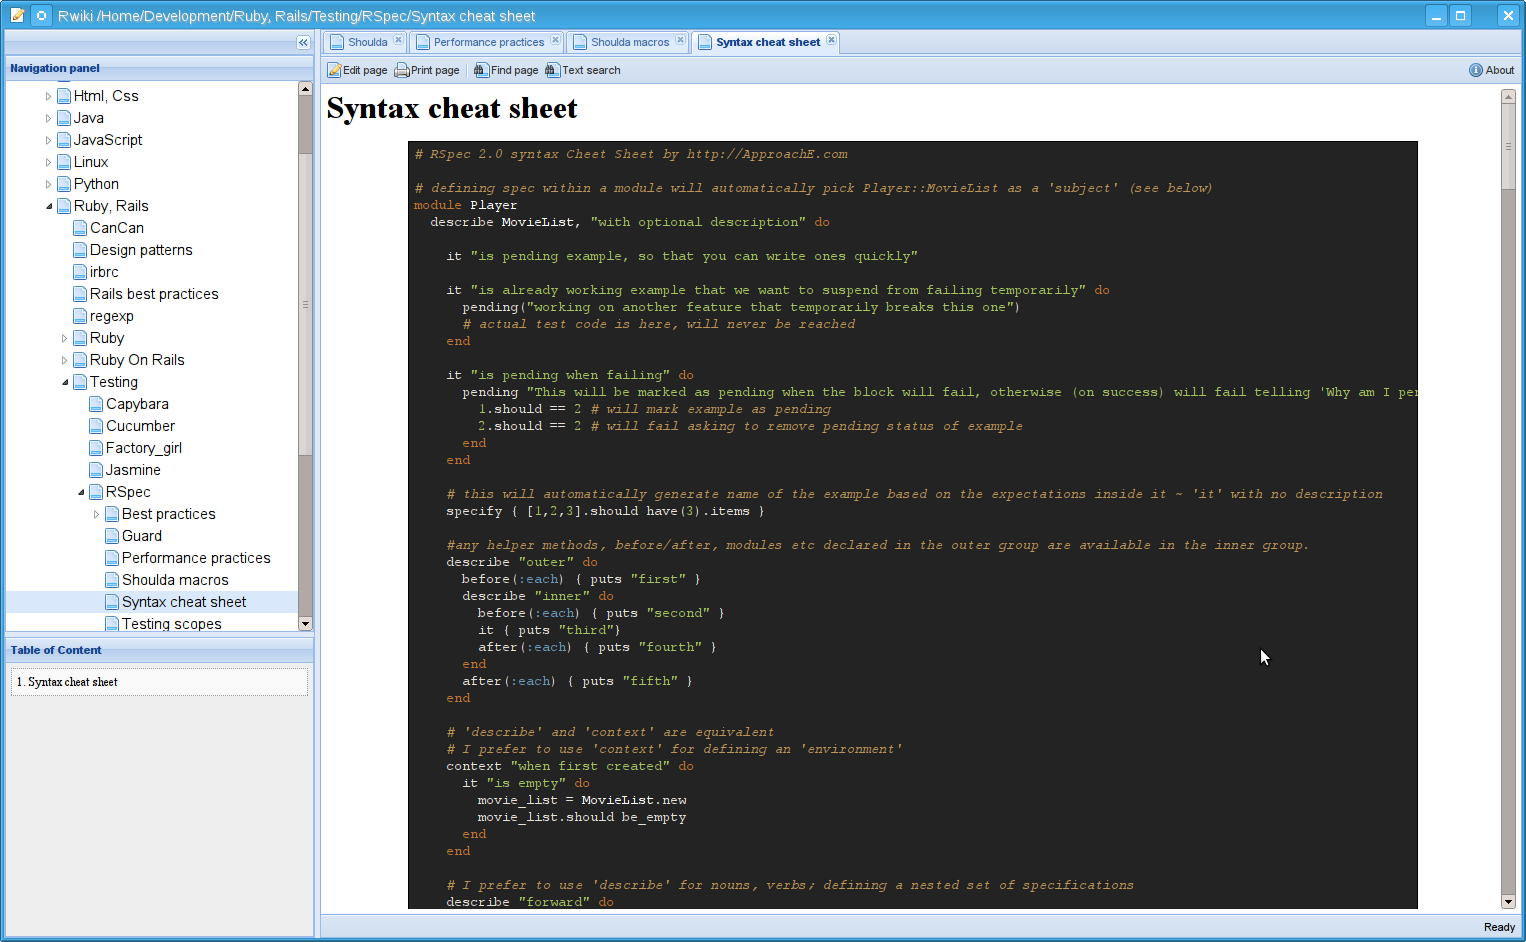 Rwiki /Home/Development/Ruby, Rails/Testing/RSpec/Syntax cheat sheet
Navigation panel
Html, Css
Java
JavaScript
Linux
Python
Ruby, Rails
CanCan
Design patterns
irbrc
Rails best practices
regexp
Ruby
Ruby On Rails
Testing
Capybara
Cucumber
Factory_girl
Jasmine
RSpec
Best practices
Guard
Performance practices
Shoulda macros
Syntax cheat sheet
Testing scopes
Table of Content
1. Syntax cheat sheet
Shoulda
Performance practices
Shoulda macros
Syntax cheat sheet
Edit page
Print page
Find page
Text search
About
Syntax cheat sheet
# RSpec 2.0 syntax Cheet Sheet by http://ApproachE.com
# defining spec within a module will automatically pick Player::MovieList as a 'subject' (see below)
module Player
  describe MovieList, "with optional description" do
    it "is pending example, so that you can write ones quickly"
    it "is already working example that we want to suspend from failing temporarily" do
      pending("working on another feature that temporarily breaks this one")
      # actual test code is here, will never be reached
    end
    it "is pending when failing" do
      pending "This will be marked as pending when the block will fail, otherwise (on success) will fail telling 'Why am I per
        1.should == 2 # will mark example as pending
        2.should == 2 # will fail asking to remove pending status of example
      end
    end
    # this will automatically generate name of the example based on the expectations inside it ~ 'it' with no description
    specify { [1,2,3].should have(3).items }
    #any helper methods, before/after, modules etc declared in the outer group are available in the inner group.
    describe "outer" do
      before(:each) { puts "first" }
      describe "inner" do
        before(:each) { puts "second" }
        it { puts "third"}
        after(:each) { puts "fourth" }
      end
      after(:each) { puts "fifth" }
    end
    # 'describe' and 'context' are equivalent
    # I prefer to use 'context' for defining an 'environment'
    context "when first created" do
      it "is empty" do
        movie_list = MovieList.new
        movie_list.should be_empty
      end
    end
    # I prefer to use 'describe' for nouns, verbs; defining a nested set of specifications
    describe "forward" do
Ready